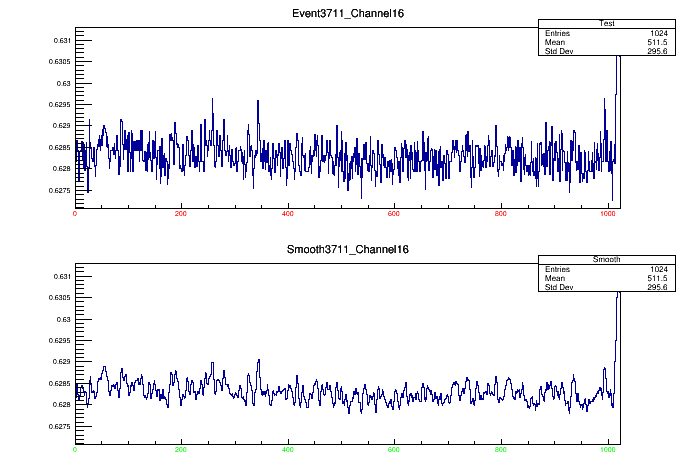 Event3711_Channel16
Test
Entries 1024
Mean 511.5
Std Dev 295.6
0.631
0.6305
0.63
0.6295
0.629
0.6285
0.628
0.6275
0 200 400 600 800 1000
Smooth3711_Channel16
Smooth
Entries 1024
Mean 511.5
Std Dev 295.6
0.631
0.6305
0.63
0.6295
0.629
0.6285
0.628
0.6275
0 200 400 600 800 1000